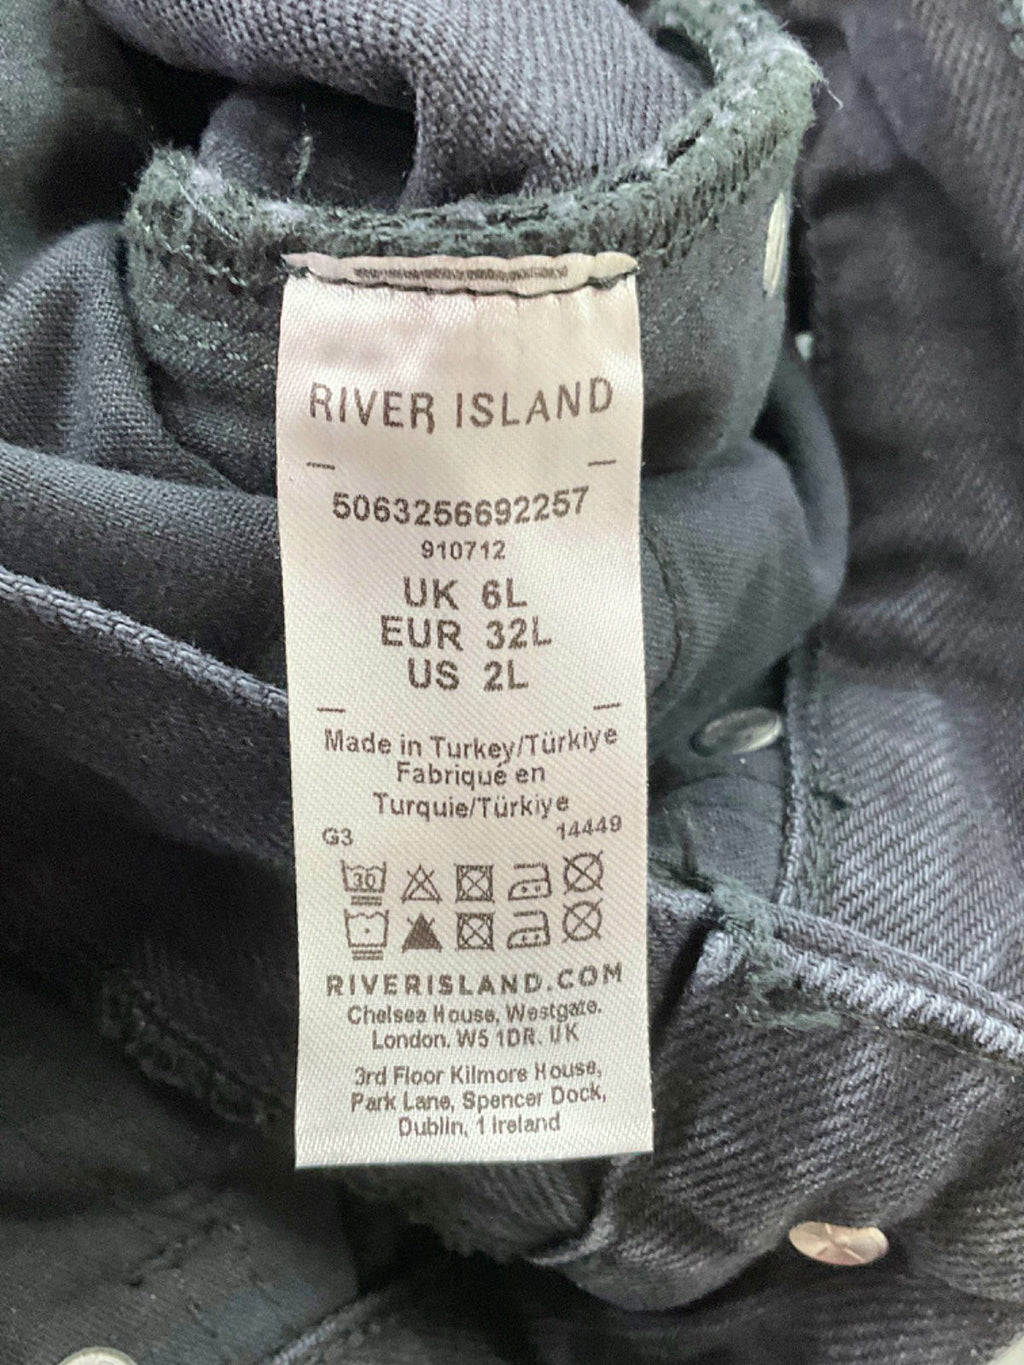 RIVER ISLAND
5063256692257
910712
UK 6L
EUR 32L
US 2L
Made in Turkey/Türkiye
Fabriqué en
Turquie/Türkiye
G3 14449
30
RIVERISLAND.COM
Chelsea House, Westgate.
London. W5 1DR. UK
3rd Floor Kilmore House,
Park Lane, Spencer Dock,
Dublin, 1 Ireland